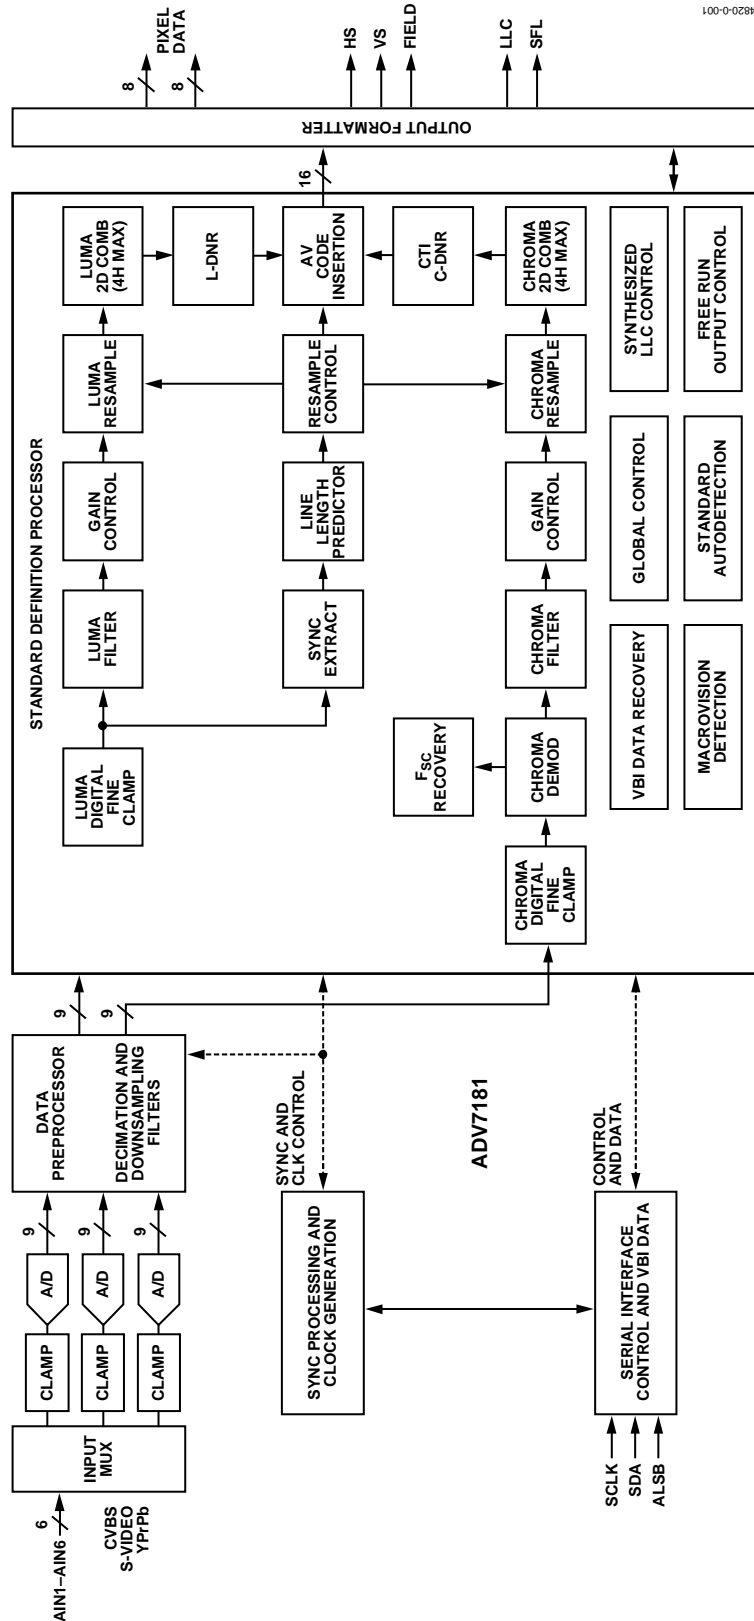 AIN1–AIN6
6
CVBS
S-VIDEO
YPrPb
INPUT
MUX
CLAMP
A/D
9
CLAMP
A/D
9
CLAMP
A/D
9
DATA
PREPROCESSOR
DECIMATION AND
DOWNSAMPLING
FILTERS
9
9
SYNC PROCESSING AND
CLOCK GENERATION
SYNC AND
CLK CONTROL
ADV7181
SCLK
SDA
ALSB
SERIAL INTERFACE
CONTROL AND VBI DATA
CONTROL
AND DATA
STANDARD DEFINITION PROCESSOR
LUMA
DIGITAL
FINE
CLAMP
LUMA
FILTER
GAIN
CONTROL
LUMA
RESAMPLE
LUMA
2D COMB
(4H MAX)
L-DNR
SYNC
EXTRACT
LINE
LENGTH
PREDICTOR
RESAMPLE
CONTROL
AV
CODE
INSERTION
16
FSC
RECOVERY
CTI
C-DNR
CHROMA
DIGITAL
FINE
CLAMP
CHROMA
DEMOD
CHROMA
FILTER
GAIN
CONTROL
CHROMA
RESAMPLE
CHROMA
2D COMB
(4H MAX)
VBI DATA RECOVERY
GLOBAL CONTROL
SYNTHESIZED
LLC CONTROL
MACROVISION
DETECTION
STANDARD
AUTODETECTION
FREE RUN
OUTPUT CONTROL
OUTPUT FORMATTER
8
8
PIXEL
DATA
HS
VS
FIELD
LLC
SFL
4820-0-001